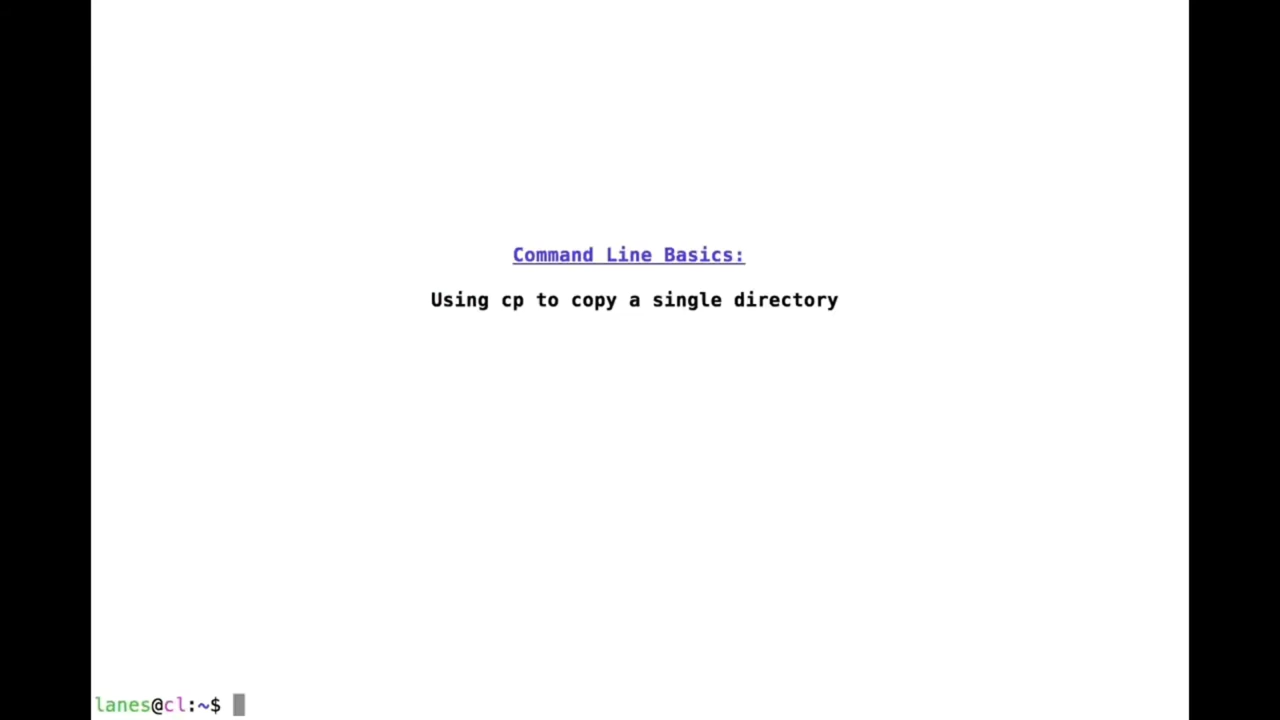 Command Line Basics:
Using cp to copy a single directory
lanes@cl:~$